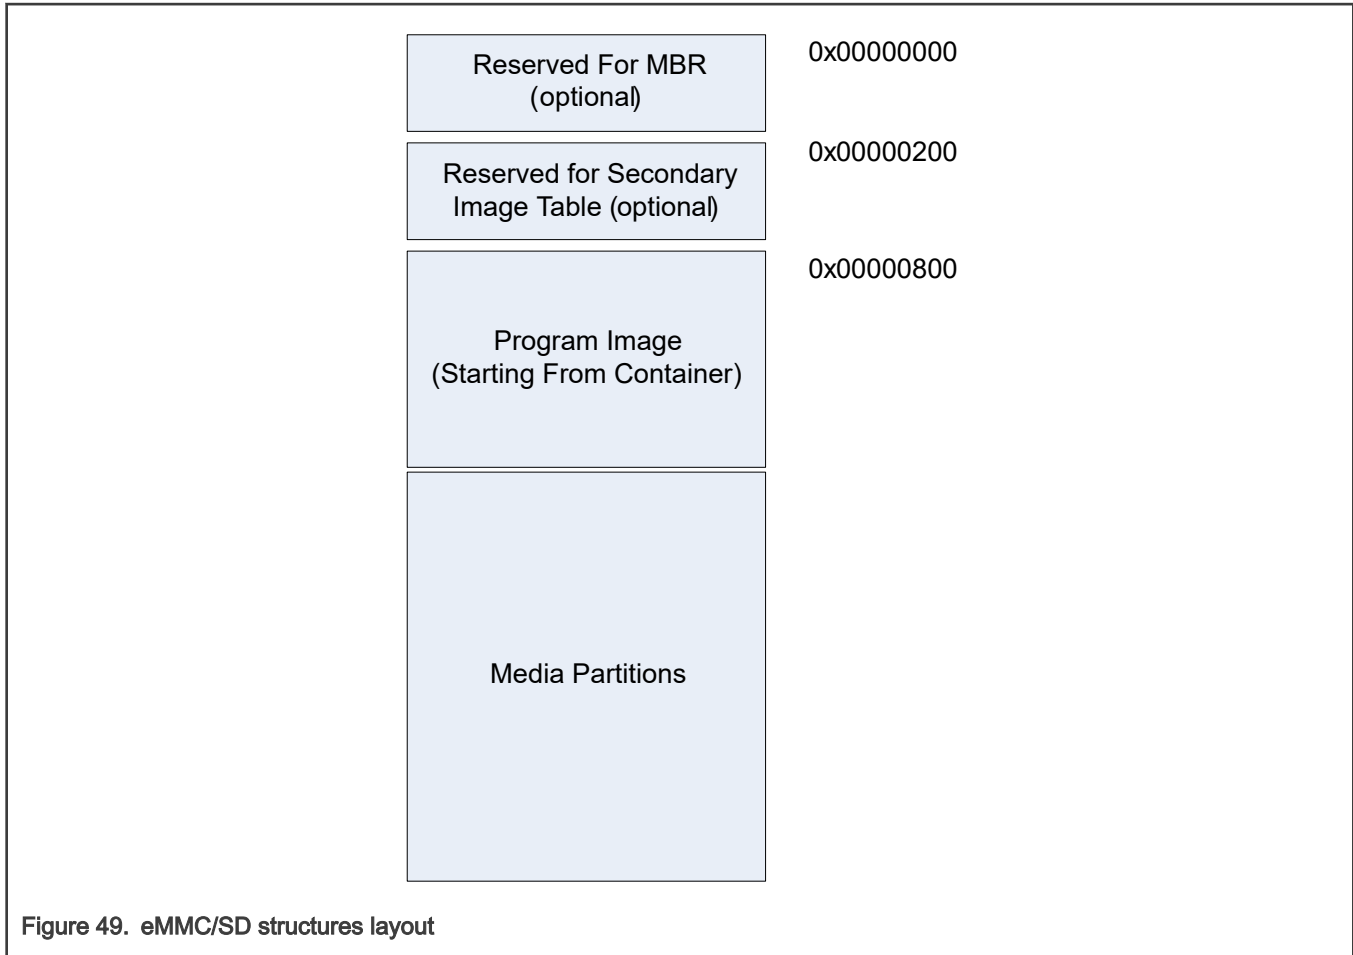 Reserved For MBR
(optional)
0x00000000
Reserved for Secondary
Image Table (optional)
0x00000200
Program Image
(Starting From Container)
0x00000800
Media Partitions
Figure 49. eMMC/SD structures layout